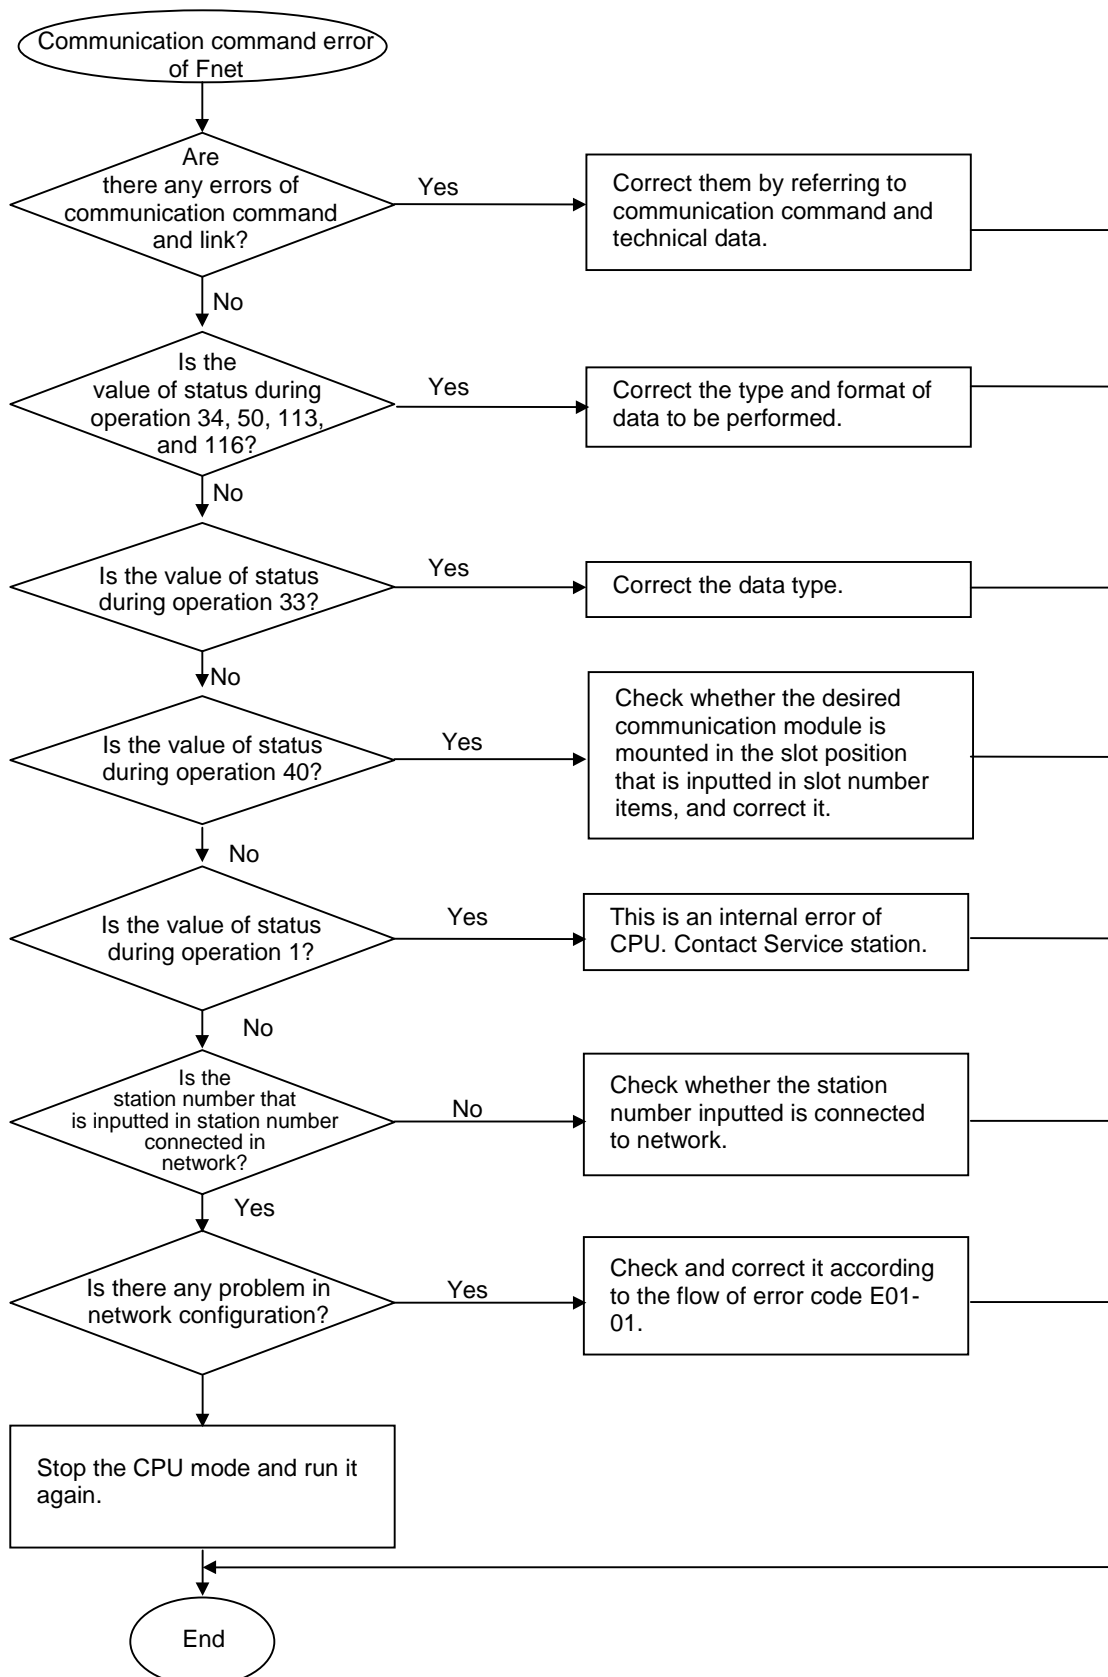 Communication command error
of Fnet
Are
there any errors of
communication command
and link?
Yes
Correct them by referring to
communication command and
technical data.
No
Is the
value of status during
operation 34, 50, 113,
and 116?
Yes
Correct the type and format of
data to be performed.
No
Is the value of status
during operation 33?
Yes
Correct the data type.
No
Is the value of status
during operation 40?
Yes
Check whether the desired
communication module is
mounted in the slot position
that is inputted in slot number
items, and correct it.
No
Is the value of status
during operation 1?
Yes
This is an internal error of
CPU. Contact Service station.
No
Is the
station number that
is inputted in station number
connected in
network?
No
Check whether the station
number inputted is connected
to network.
Yes
Is there any problem in
network configuration?
Yes
Check and correct it according
to the flow of error code E01-
01.
Stop the CPU mode and run it
again.
End